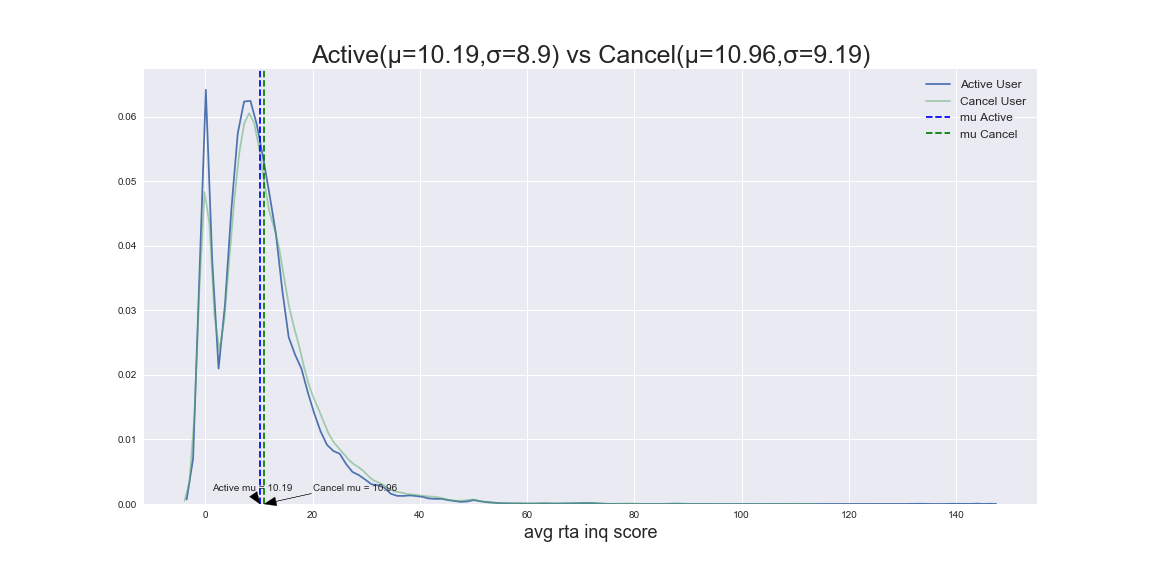 Active(μ=10.19,σ=8.9) vs Cancel(μ=10.96,σ=9.19)
Active User
Cancel User
mu Active
mu Cancel
0.06
0.05
0.04
0.03
0.02
0.01
0.00
Active mu = 10.19
Cancel mu = 10.96
0 20 40 60 80 100 120 140
avg rta inq score